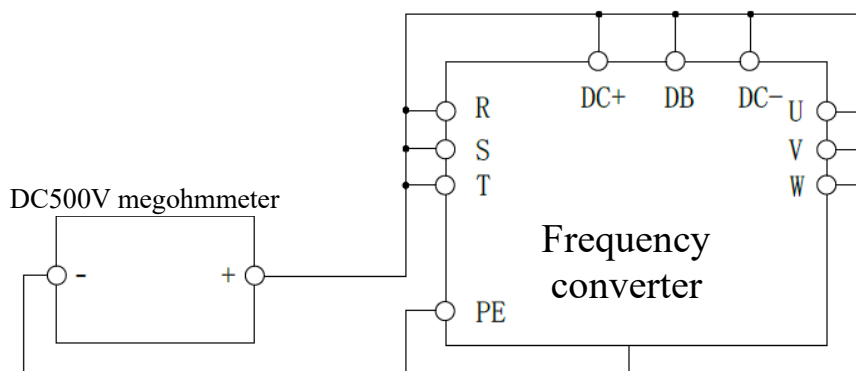 DC+ DB DC-
R
S
T
U
V
W
DC500V megohmmeter
- +
Frequency
converter
PE